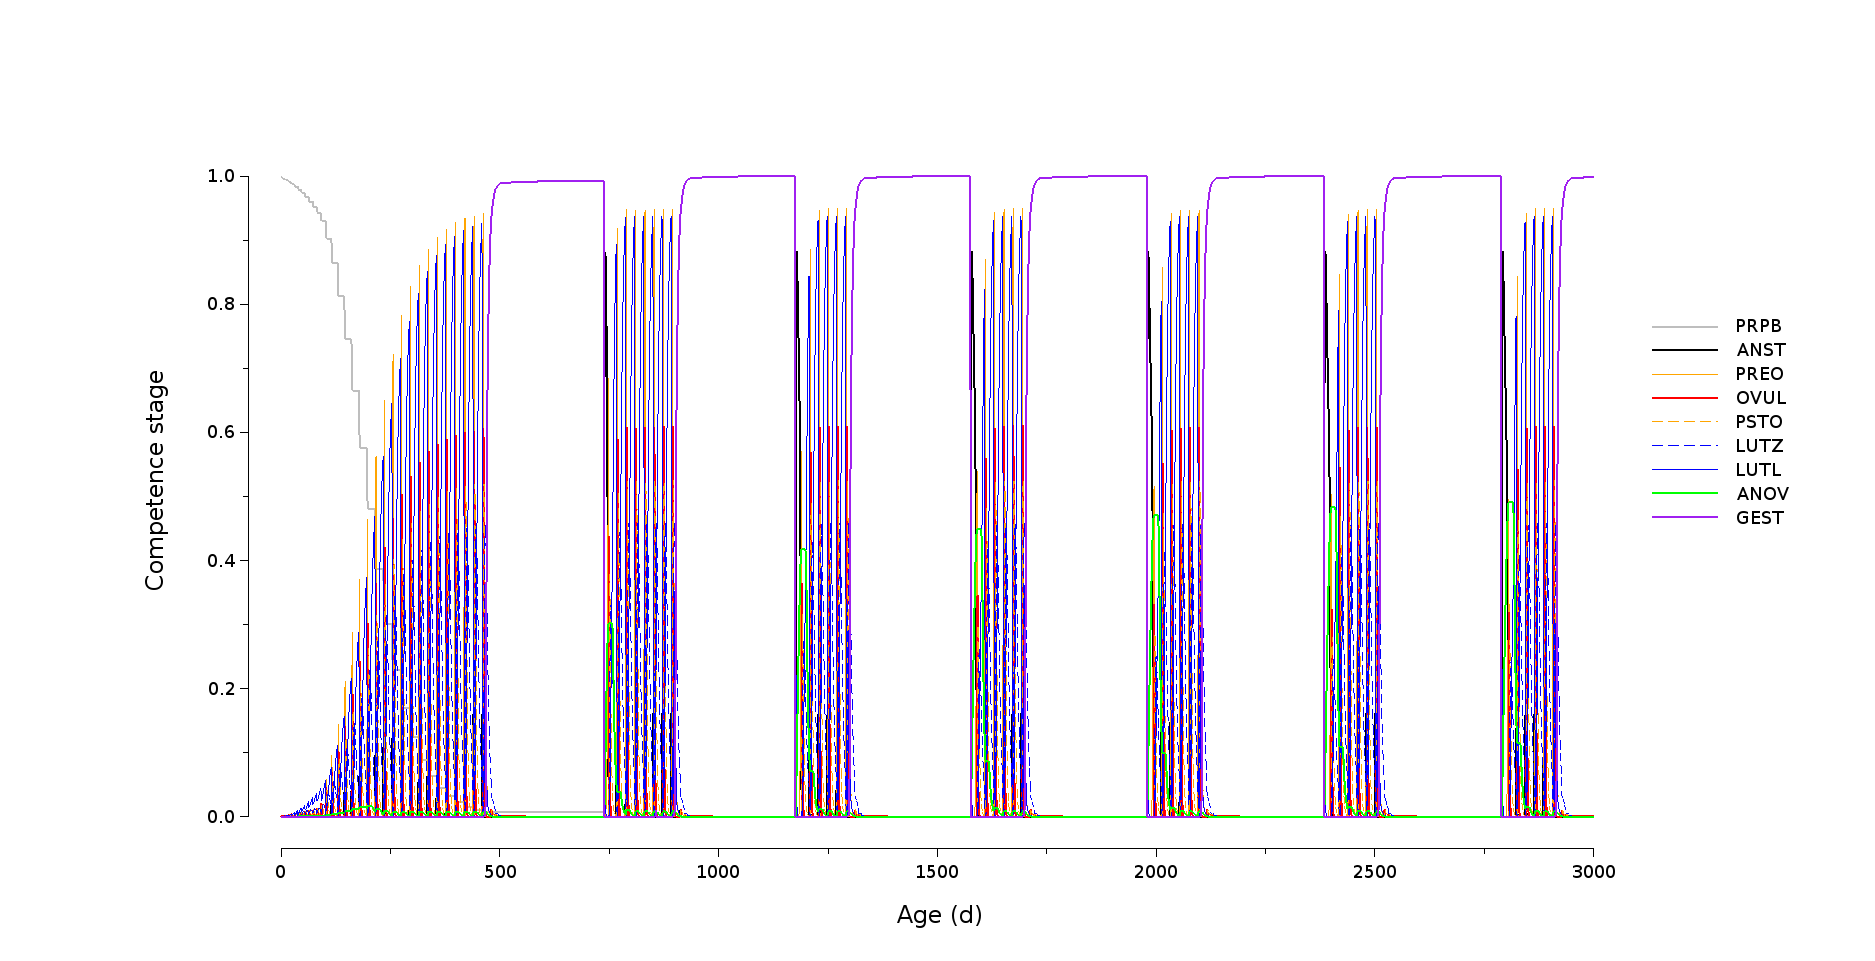 1.0
0.8
0.6
0.4
0.2
0.0
Competence stage
0 500 1000 1500 2000 2500 3000
Age (d)
PRPB
ANST
PREO
OVUL
PSTO
LUTZ
LUTL
ANOV
GEST